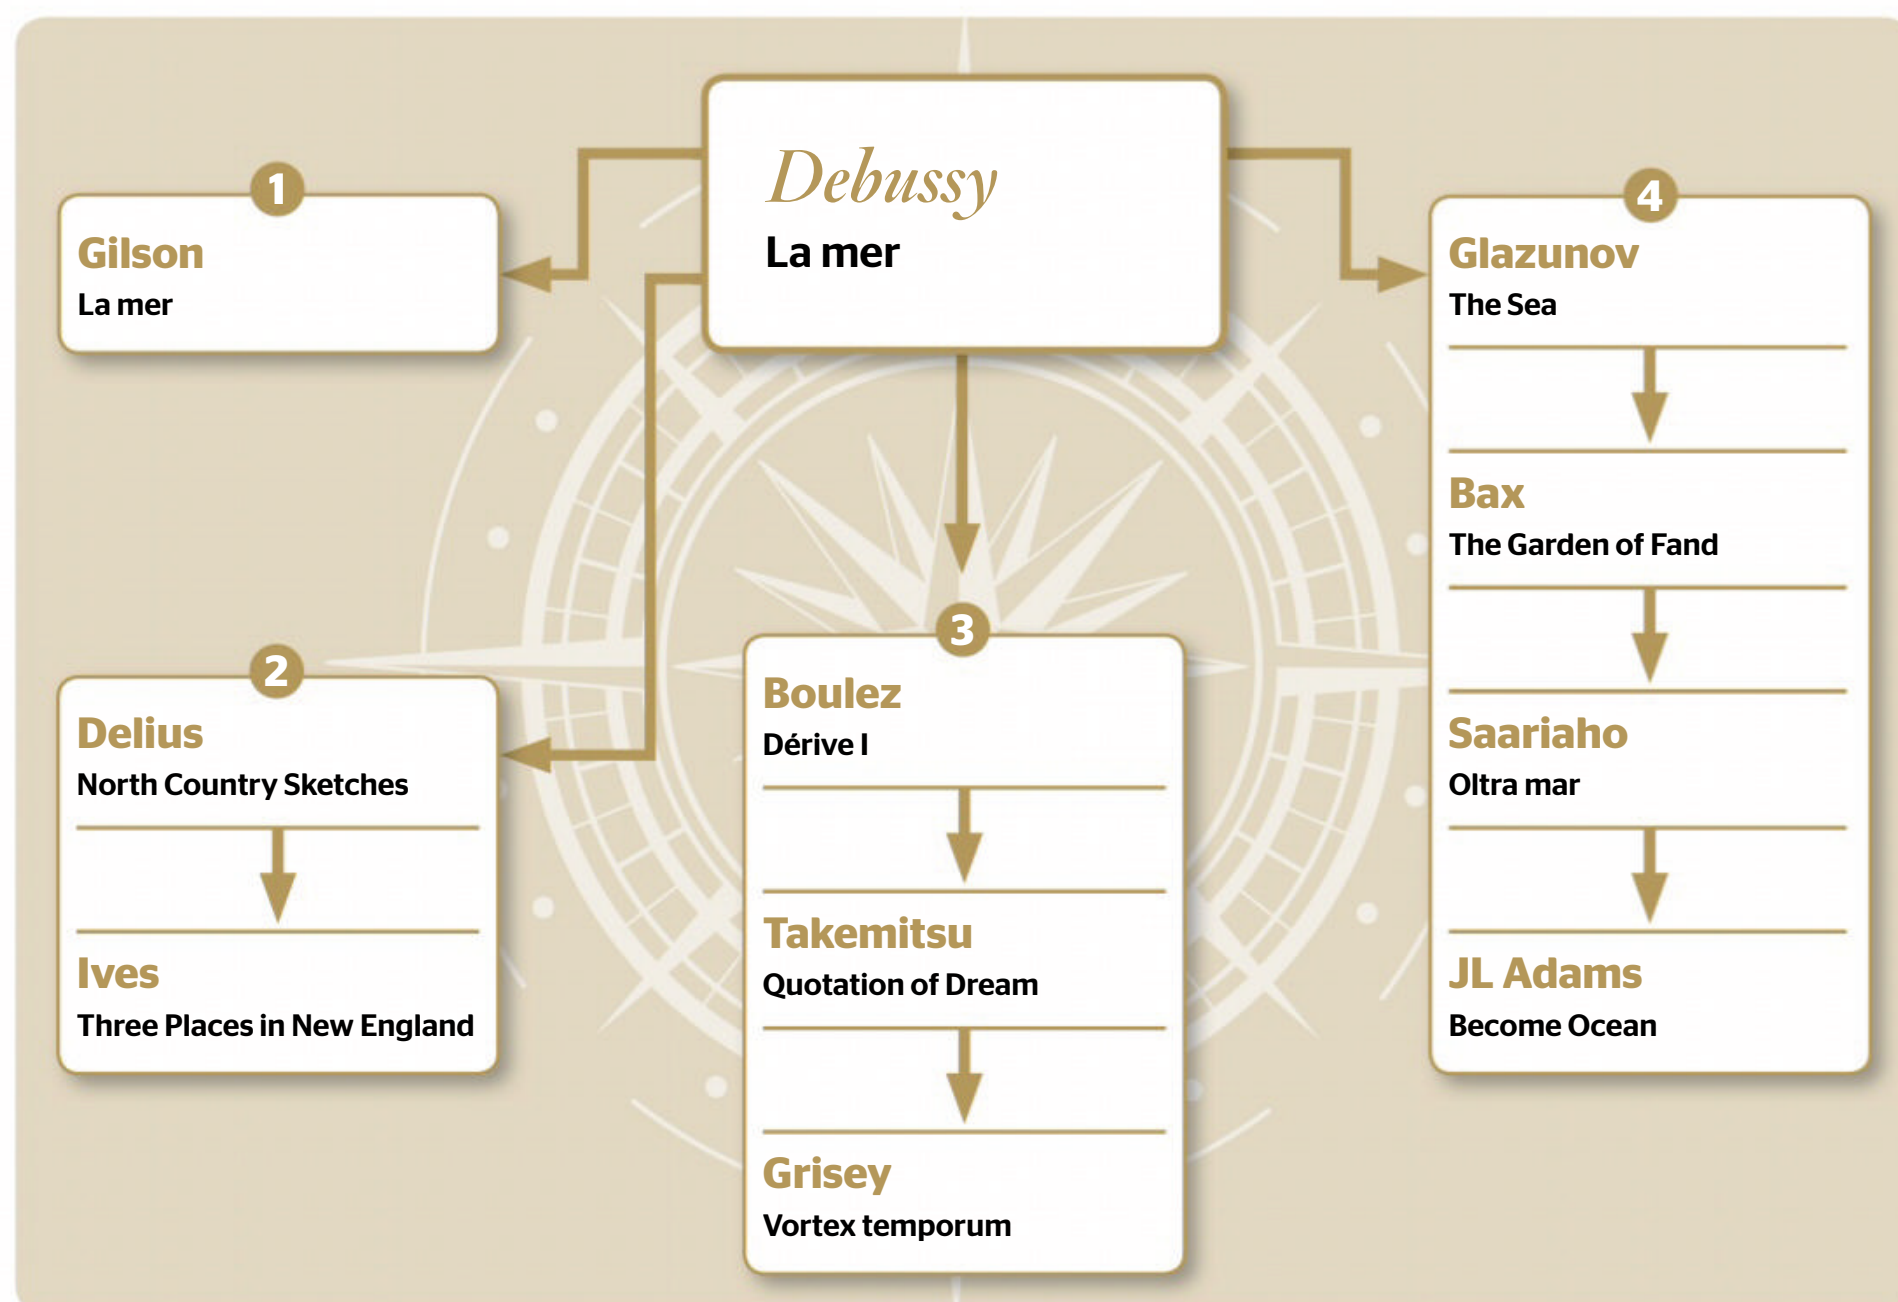 Debussy
La mer
1
Gilson
La mer
2
Delius
North Country Sketches
Ives
Three Places in New England
3
Boulez
Dérive I
Takemitsu
Quotation of Dream
Grisey
Vortex temporum
4
Glazunov
The Sea
Bax
The Garden of Fand
Saariaho
Oltra mar
JL Adams
Become Ocean